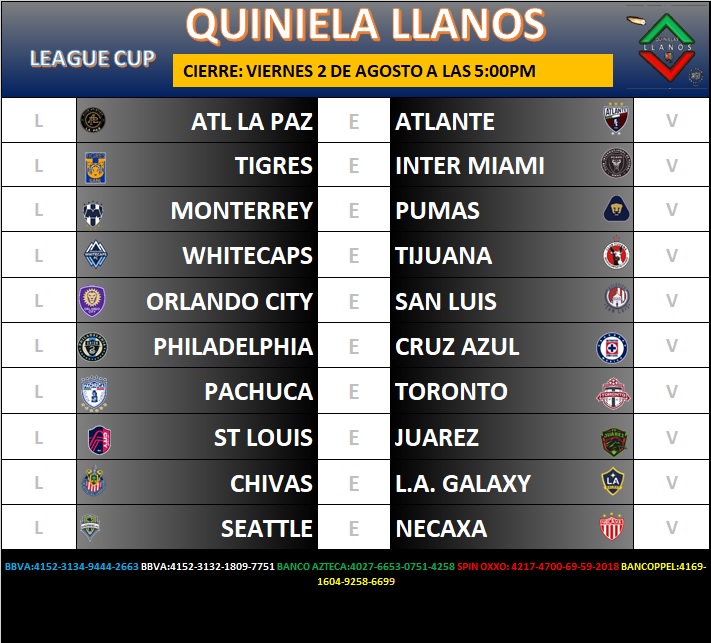 QUINIELA LLANOS
LEAGUE CUP
CIERRE: VIERNES 2 DE AGOSTO A LAS 5:00PM
QUINIELAS
LLANOS
L ATL LA PAZ E ATLANTE V
L TIGRES E INTER MIAMI V
L MONTERREY E PUMAS V
L WHITECAPS E TIJUANA V
L ORLANDO CITY E SAN LUIS V
L PHILADELPHIA E CRUZ AZUL V
L PACHUCA E TORONTO V
L ST LOUIS E JUAREZ V
L CHIVAS E L.A. GALAXY V
L SEATTLE E NECAXA V
BBVA:4152-3134-9444-2663 BBVA:4152-3132-1809-7751 BANCO AZTECA:4027-6653-0751-4258 SPIN OXXO: 4217-4700-69-59-2018 BANCOPPEL:4169-
1604-9258-6699